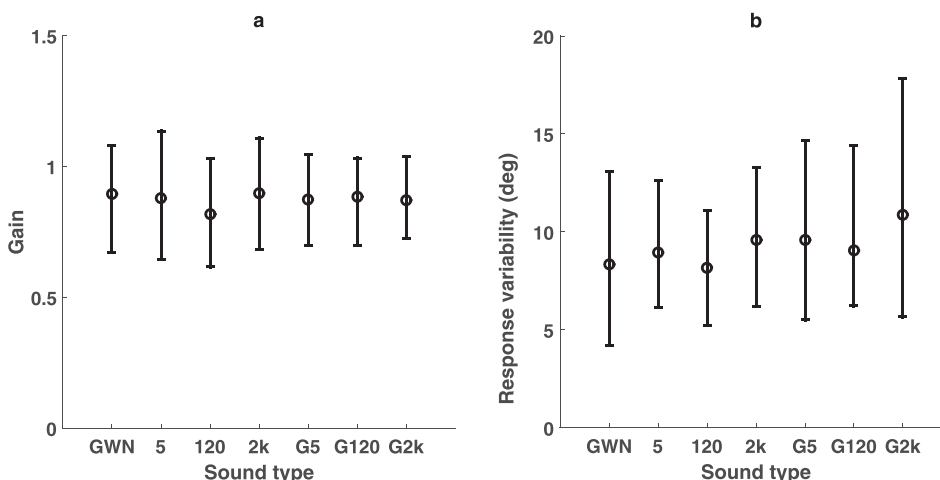 a
1.5
1
0.5
0
Gain
GWN 5 120 2k G5 G120 G2k
Sound type
b
20
15
10
5
0
Response variability (deg)
GWN 5 120 2k G5 G120 G2k
Sound type